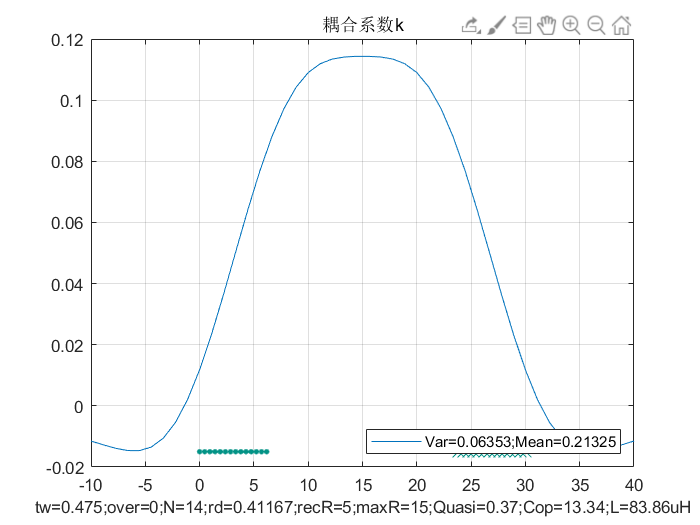 耦合系数k
0.12
0.1
0.08
0.06
0.04
0.02
0
-0.02
Var=0.06353;Mean=0.21325
-10 -5 0 5 10 15 20 25 30 35 40
tw=0.475;over=0;N=14;rd=0.41167;recR=5;maxR=15;Quasi=0.37;Cop=13.34;L=83.86uH